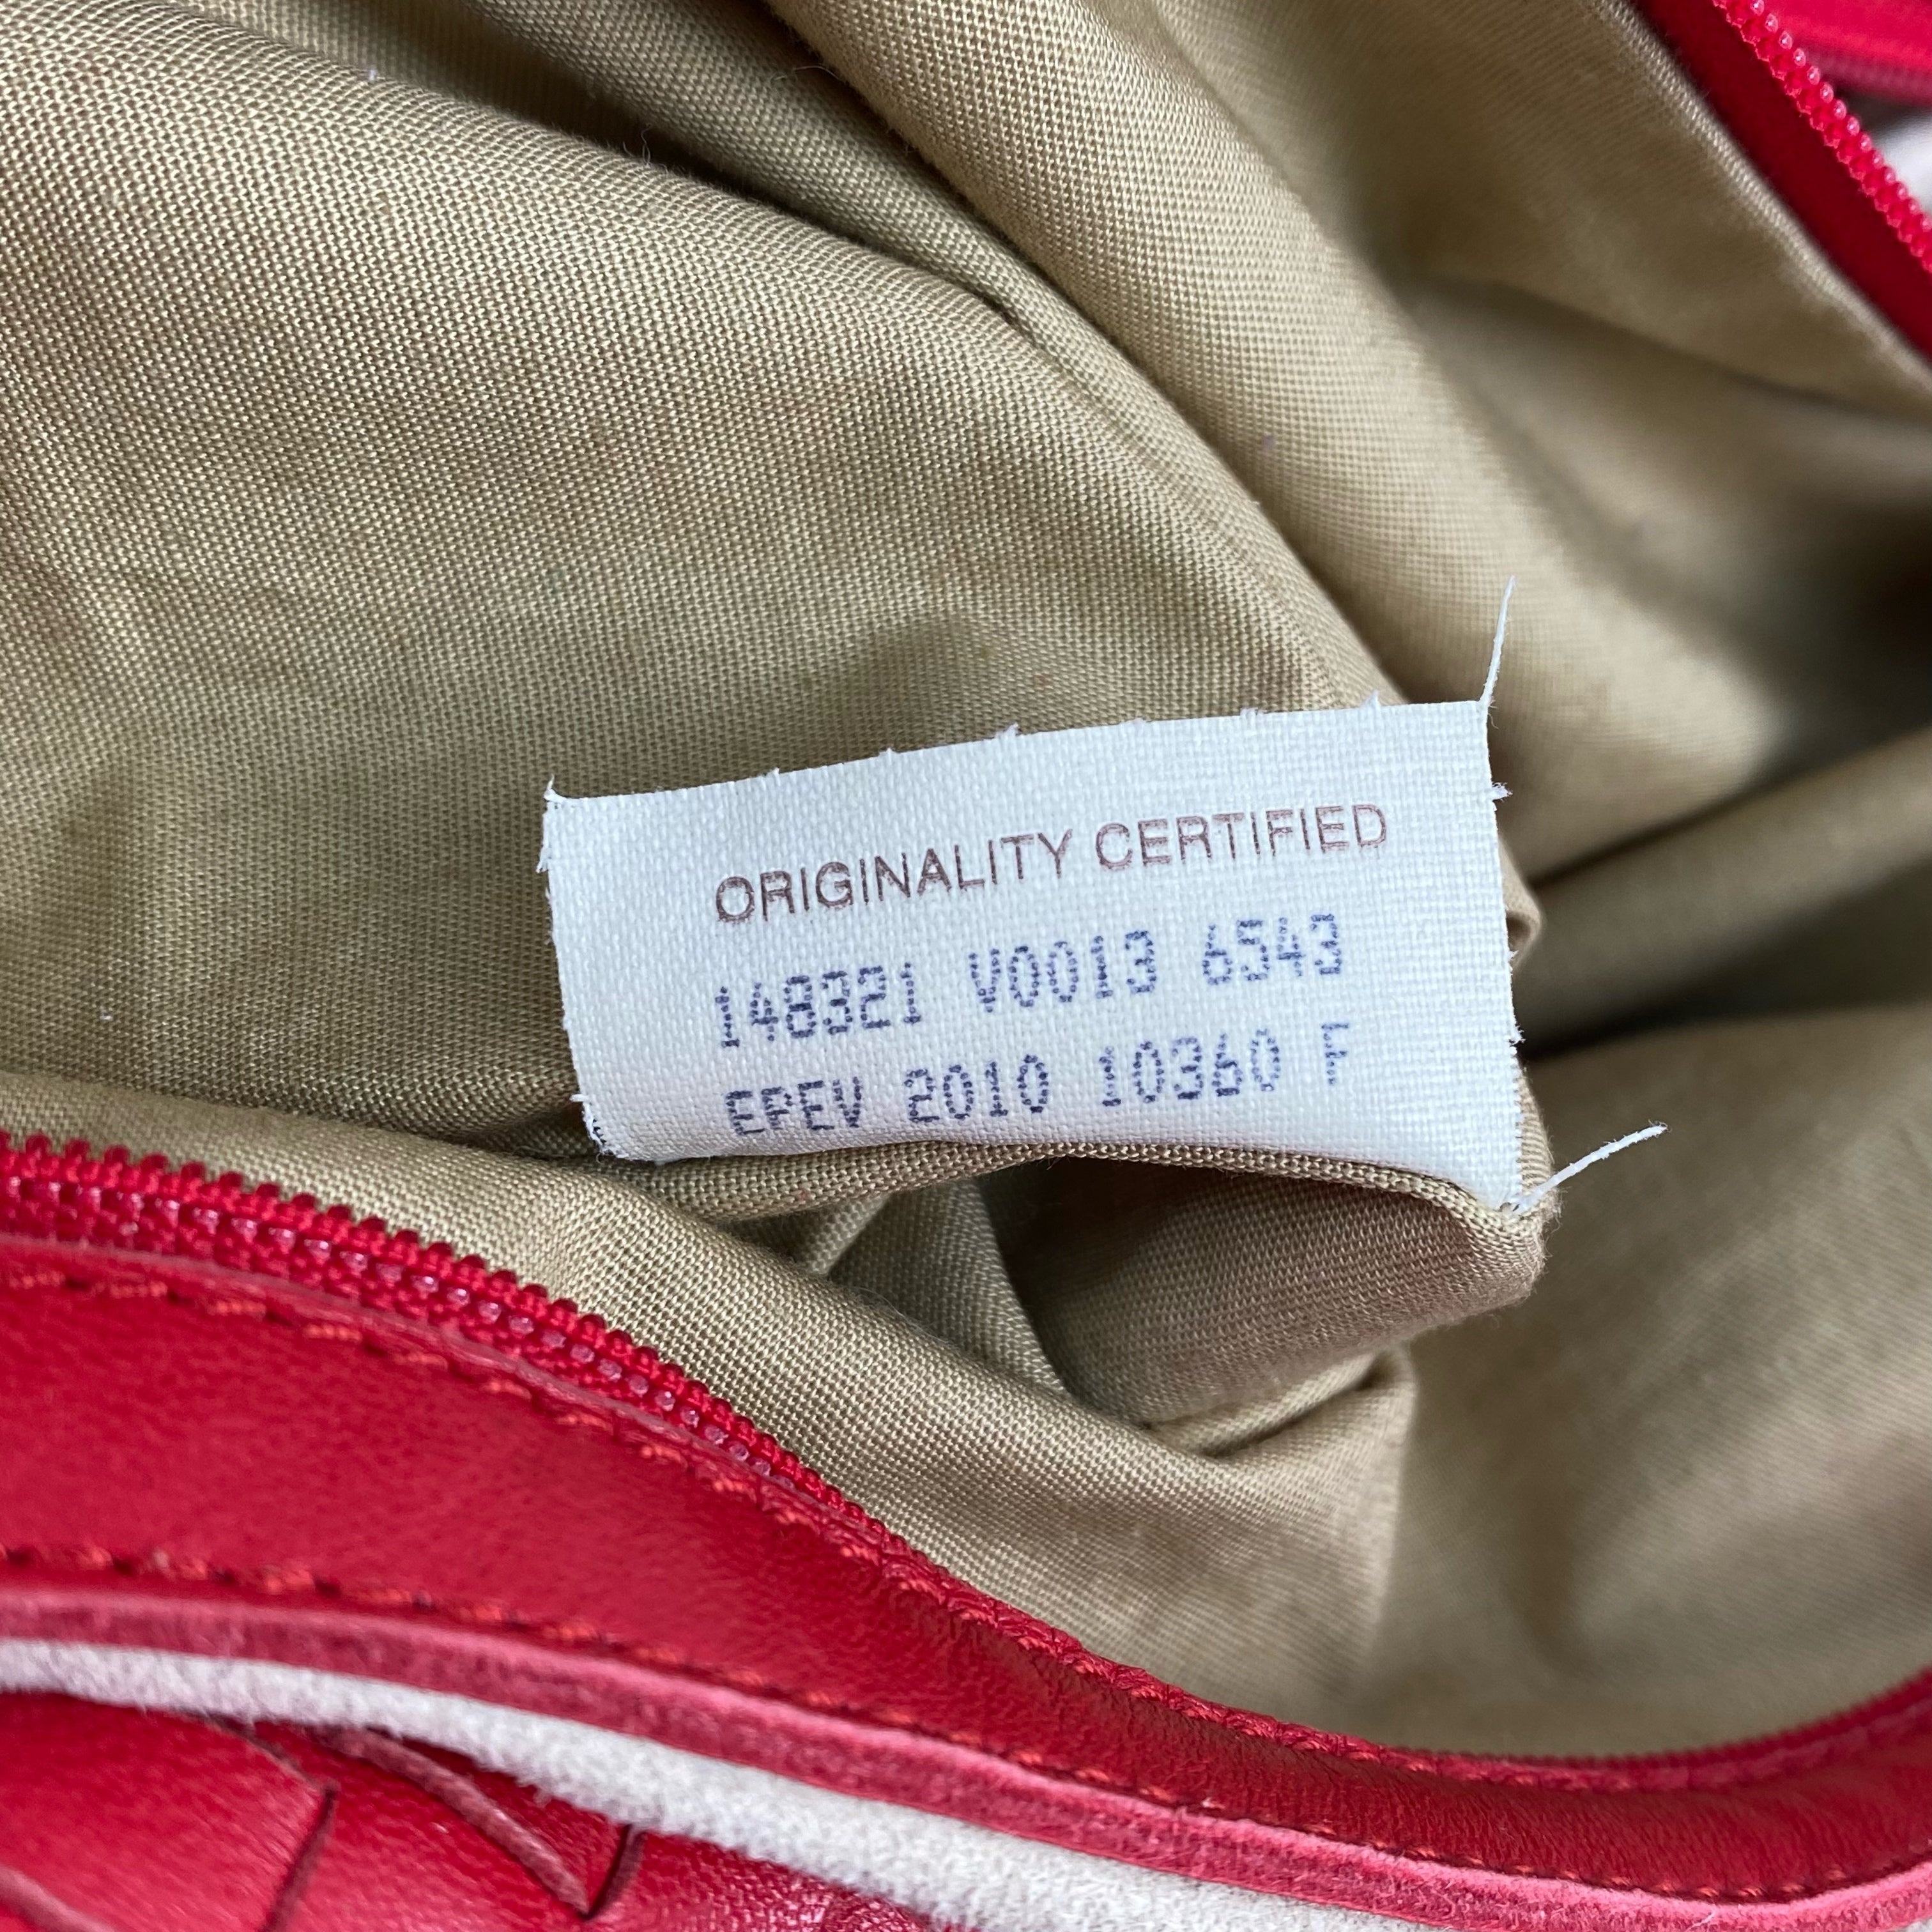 ORIGINALITY CERTIFIED
148321 V0013 6543
EPEV 2010 10360 F